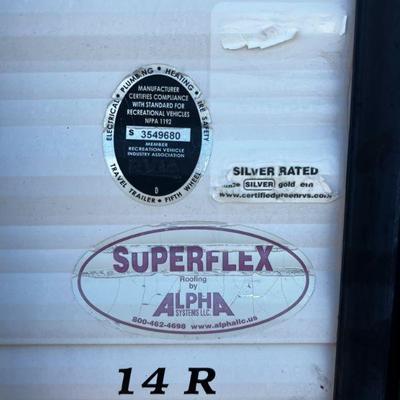 ELECTRICAL • PLUMBING • HEATING • FIRE SAFETY
MANUFACTURER
CERTIFIES COMPLIANCE
WITH STANDARD FOR
RECREATIONAL VEHICLES
NFPA 1192
S 3549680
MEMBER
RECREATION VEHICLE
INDUSTRY ASSOCIATION
D
TRAVEL TRAILER • FIFTH WHEEL
SILVER RATED
SILVER gold
www.certifiedgreenrvs.com
SUPERFLEX
Roofing
by
ALPHA
SYSTEMS LLC.
800-462-4698 www.alphallc.us
14 R